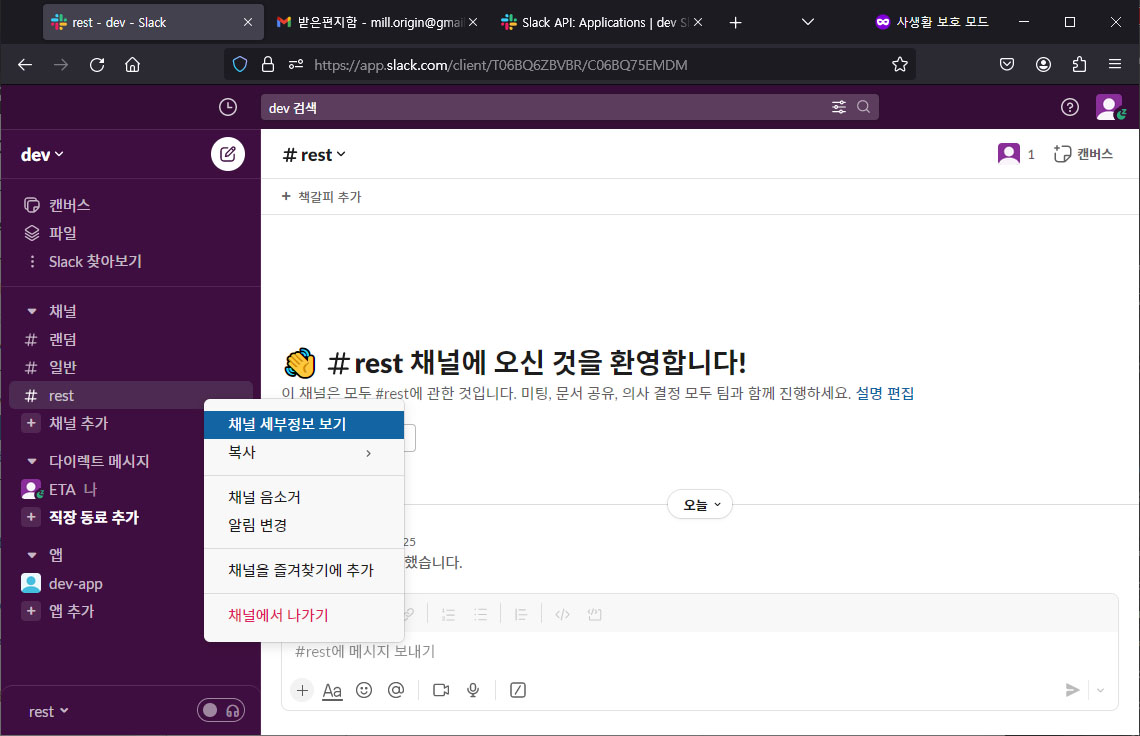 rest - dev - Slack
받은편지함 - mill.origin@gmai
Slack API: Applications | dev Sl
사생활 보호 모드
https://app.slack.com/client/T06BQ6ZBVBR/C06BQ75EMDM
dev 검색
dev
# rest
1
캔버스
+ 책갈피 추가
캔버스
파일
Slack 찾아보기
채널
# 랜덤
# 일반
# rest
+ 채널 추가
다이렉트 메시지
ETA 나
+ 직장 동료 추가
앱
dev-app
+ 앱 추가
rest
채널 세부정보 보기
복사
채널 음소거
알림 변경
채널을 즐겨찾기에 추가
채널에서 나가기
👋 # rest 채널에 오신 것을 환영합니다!
이 채널은 모두 #rest에 관한 것입니다. 미팅, 문서 공유, 의사 결정 모두 팀과 함께 진행하세요. 설명 편집
오늘
25
했습니다.
#rest에 메시지 보내기
Aa